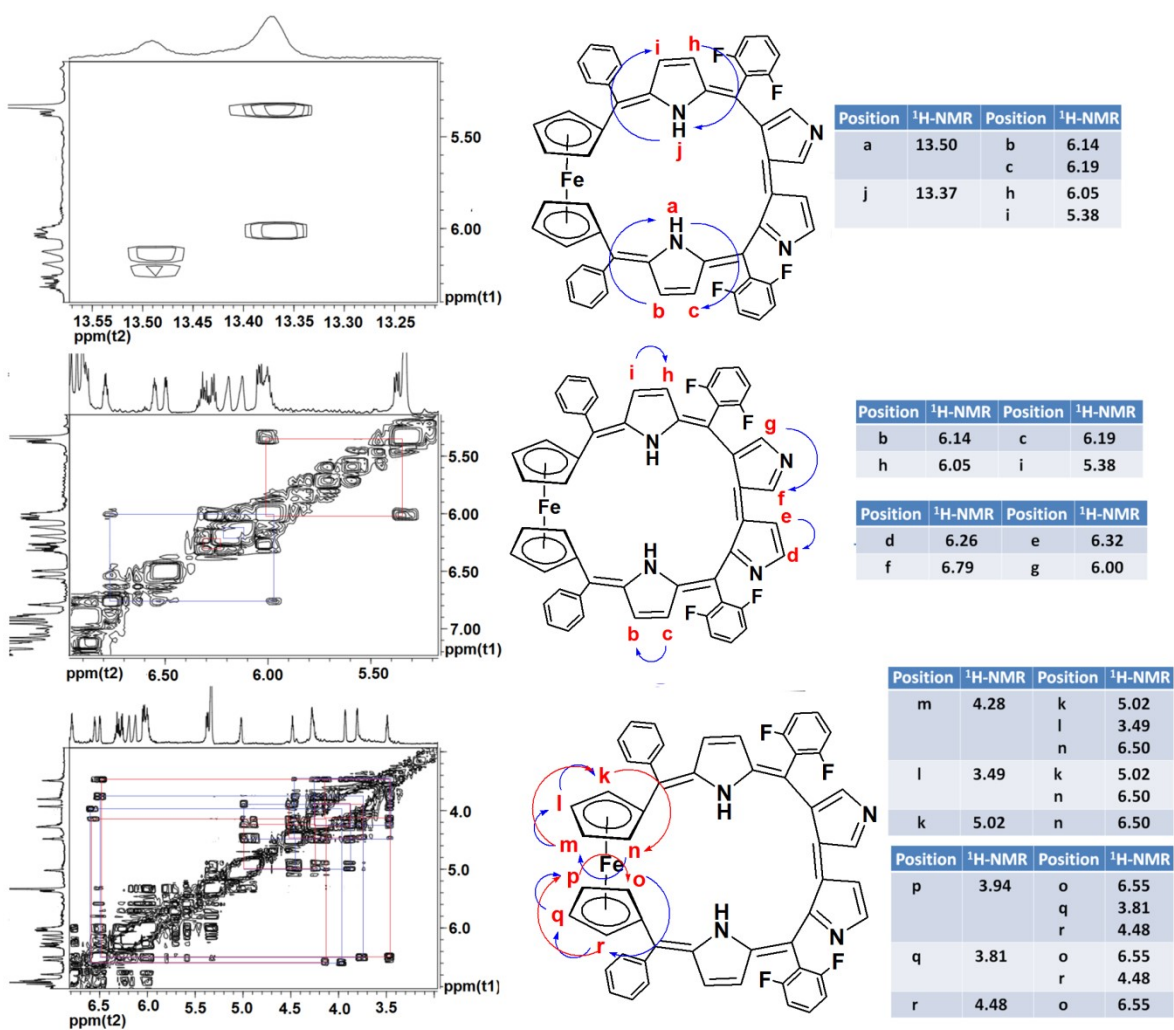 5.50
6.00
ppm(t1)
13.55 13.50 13.45 13.40 13.35 13.30 13.25
ppm(t2)
i h F
F
N
H
j
Fe
a
H
N
N
N
b c F
F
Position ¹H-NMR Position ¹H-NMR
a 13.50 b 6.14
c 6.19
j 13.37 h 6.05
i 5.38
5.50
6.00
6.50
7.00
ppm(t1)
6.50 6.00 5.50
ppm(t2)
i h F
F
g
N
N
H
f
Fe
e
H
N
d
N
b c F
F
Position ¹H-NMR Position ¹H-NMR
b 6.14 c 6.19
h 6.05 i 5.38
Position ¹H-NMR Position ¹H-NMR
d 6.26 e 6.32
f 6.79 g 6.00
4.0
5.0
6.0
ppm(t1)
6.5 6.0 5.5 5.0 4.5 4.0 3.5
ppm(t2)
k
l
m n
Fe
p o
q
r
F
F
N
H
N
H
N
N
F
F
Position ¹H-NMR Position ¹H-NMR
m 4.28 k 5.02
l 3.49
n 6.50
l 3.49 k 5.02
n 6.50
k 5.02 n 6.50
Position ¹H-NMR Position ¹H-NMR
p 3.94 o 6.55
q 3.81
r 4.48
q 3.81 o 6.55
r 4.48
r 4.48 o 6.55